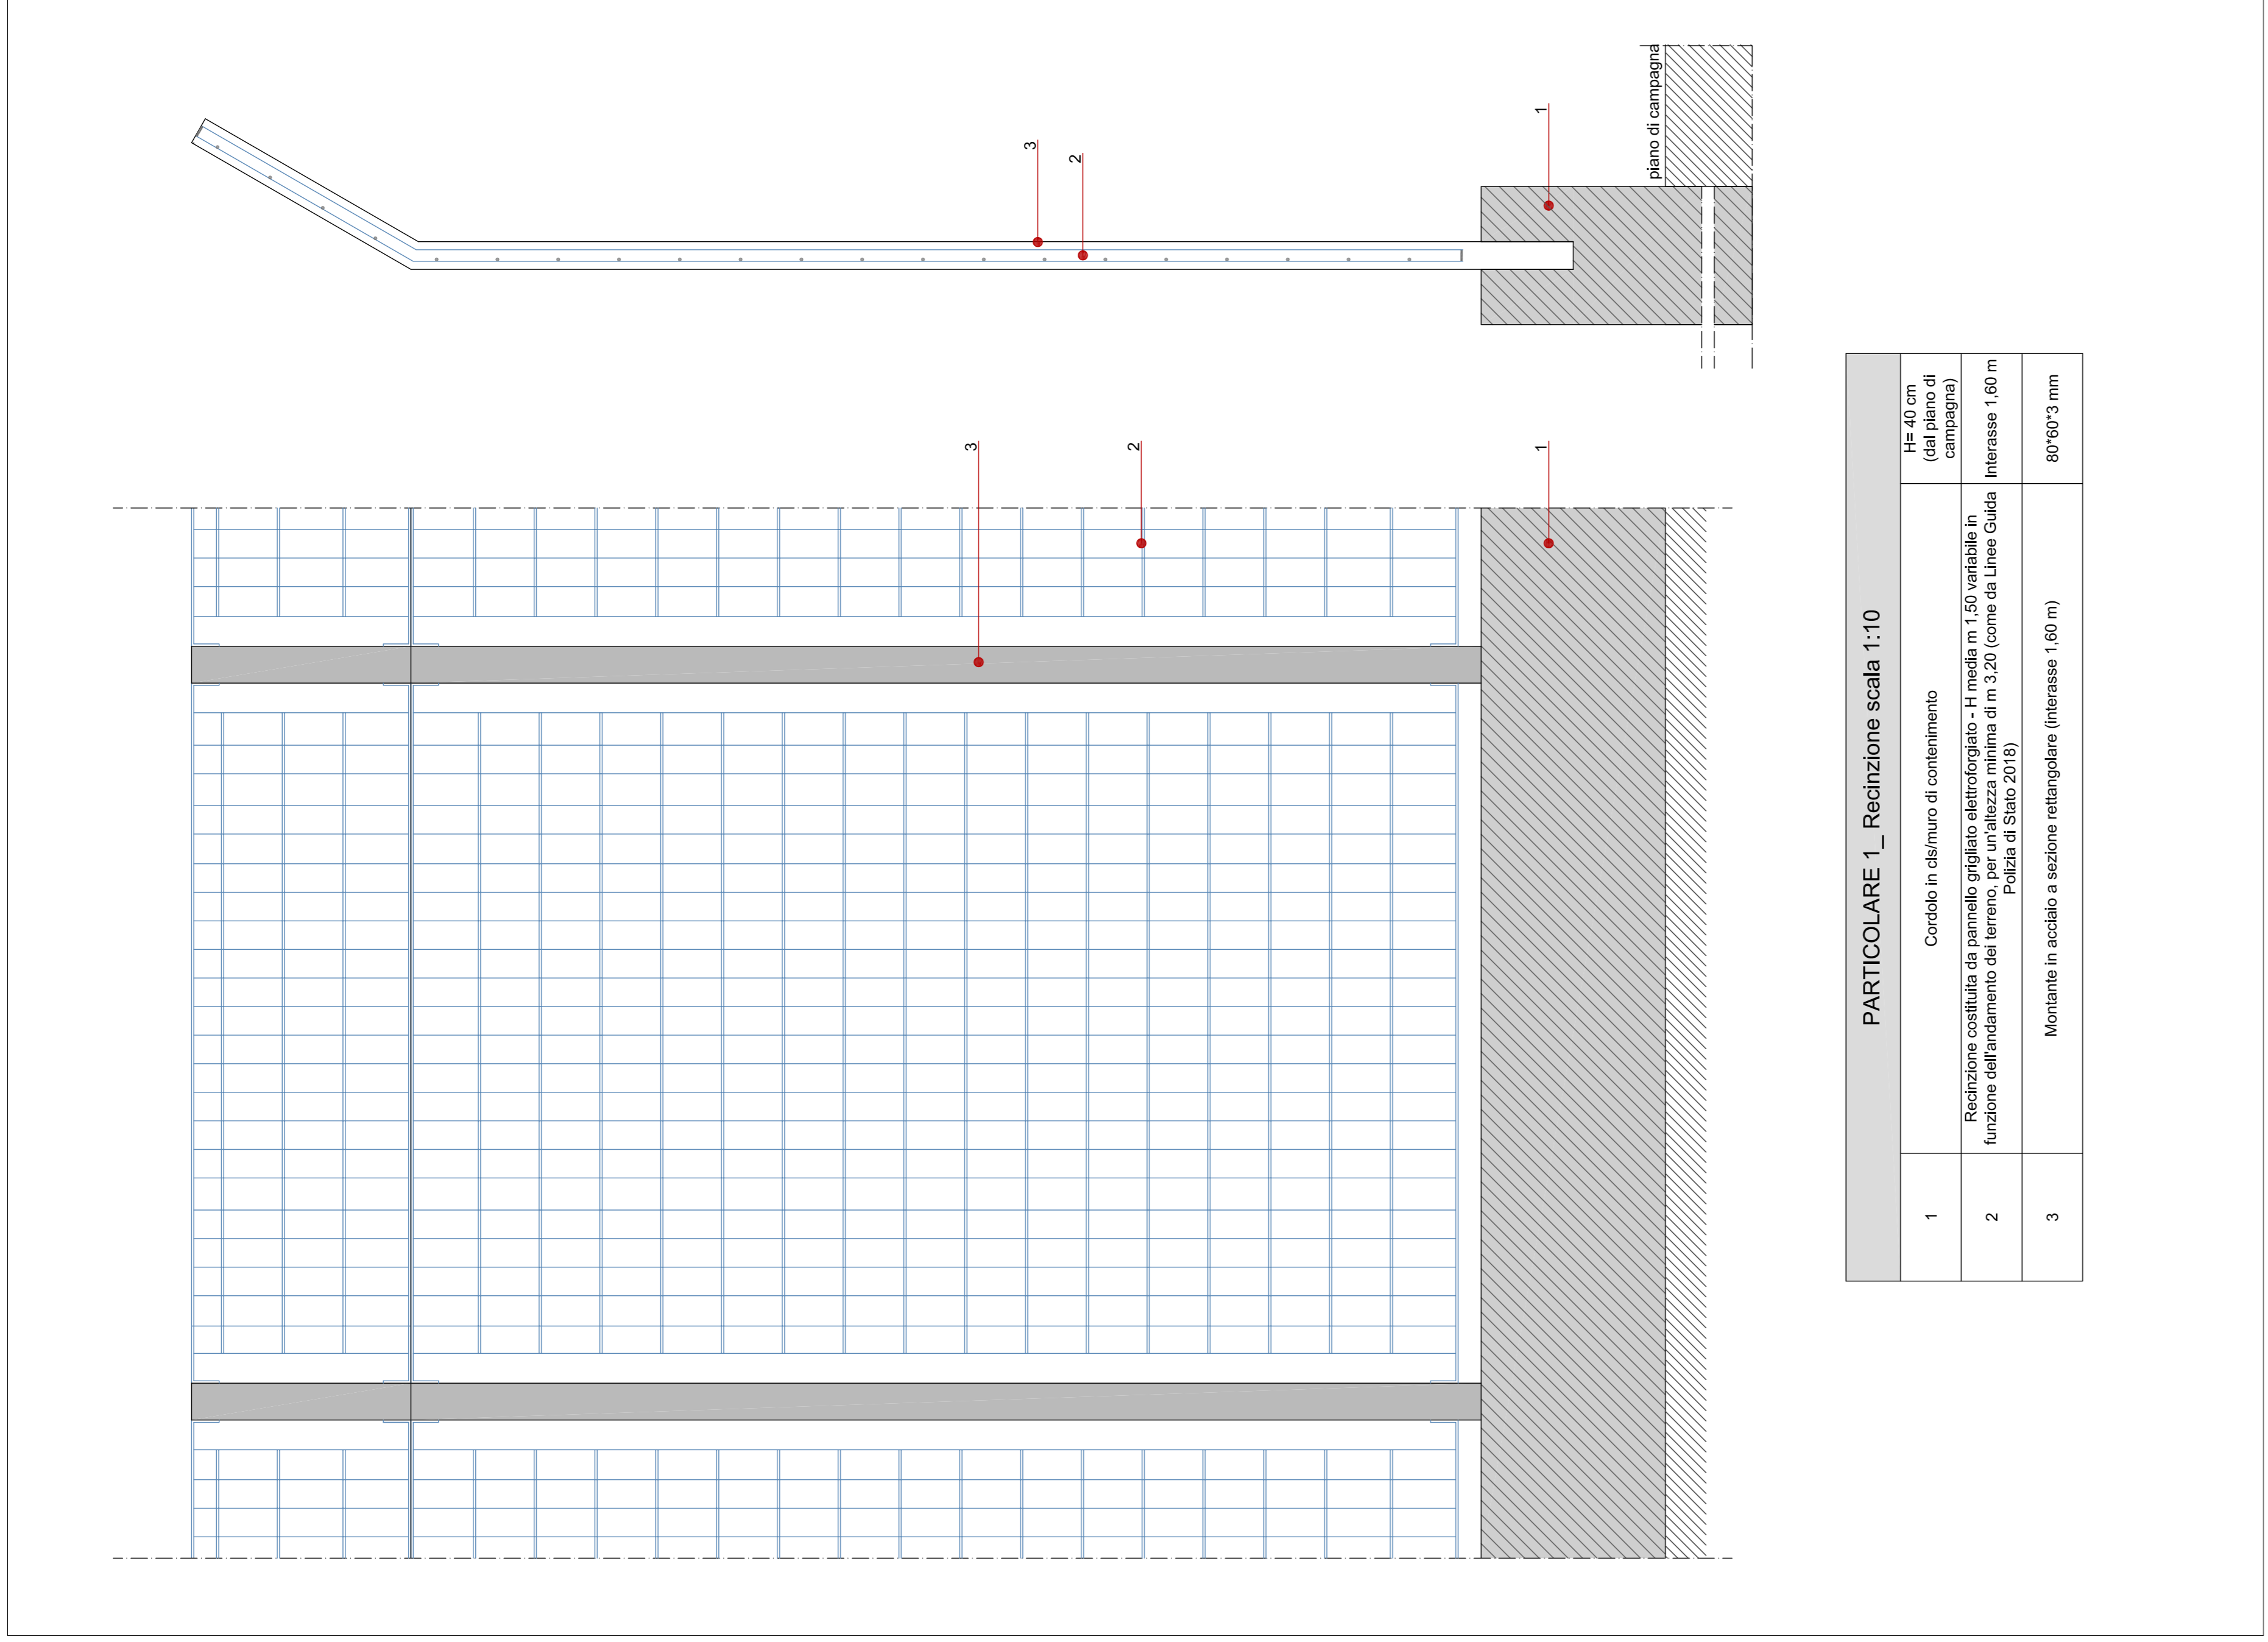 piano di campagna
1
3
2
3
2
1
PARTICOLARE 1_ Recinzione scala 1:10
1
Cordolo in cls/muro di contenimento
H= 40 cm
(dal piano di
campagna)
2
Recinzione costituita da pannello grigliato elettroforgiato - H media m 1,50 variabile in
funzione dell'andamento del terreno, per un'altezza minima di m 3,20 (come da Linee Guida
Polizia di Stato 2018)
Interasse 1,60 m
3
Montante in acciaio a sezione rettangolare (interasse 1,60 m)
80*60*3 mm